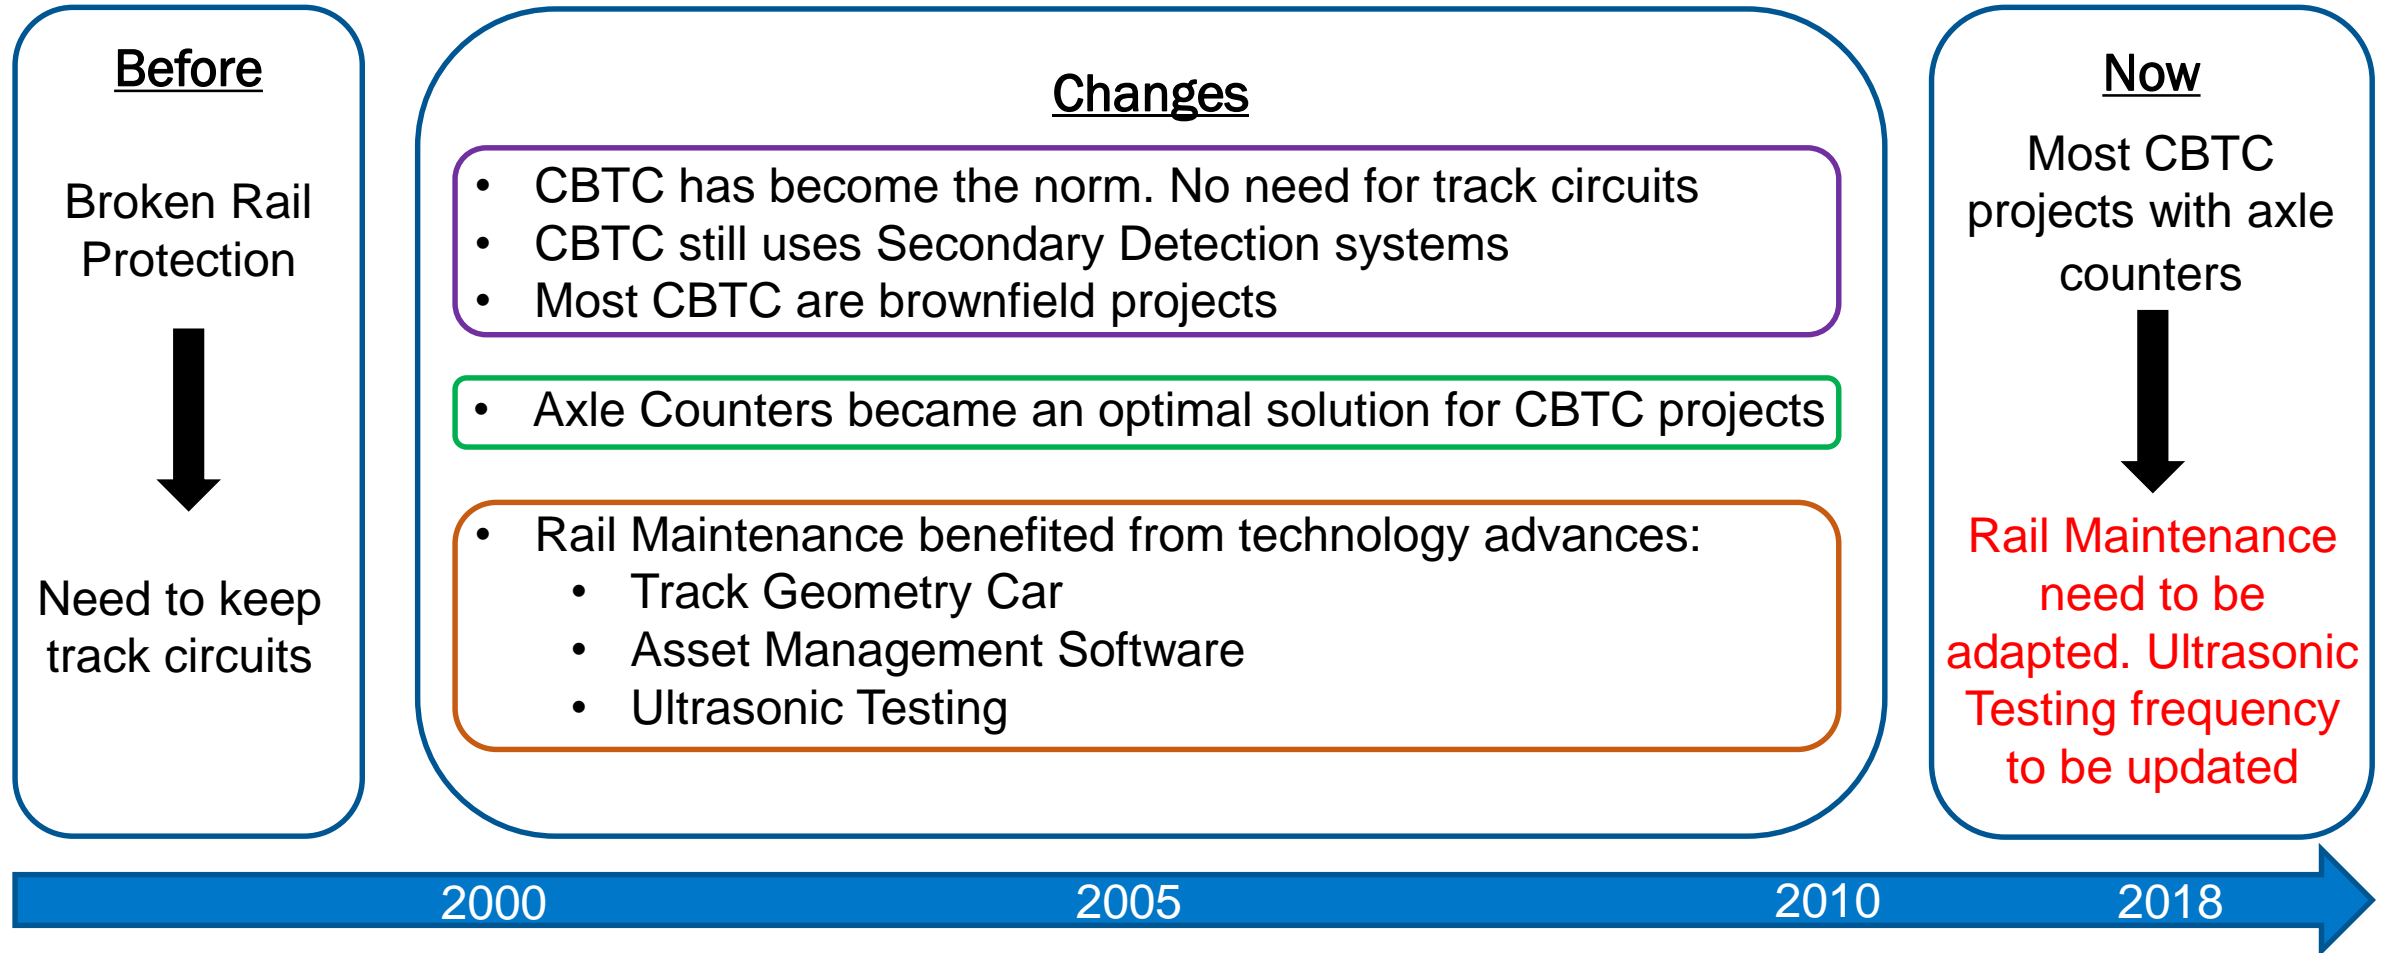 Before
Broken Rail
Protection
Need to keep
track circuits
Changes
• CBTC has become the norm. No need for track circuits
• CBTC still uses Secondary Detection systems
• Most CBTC are brownfield projects
• Axle Counters became an optimal solution for CBTC projects
• Rail Maintenance benefited from technology advances:
• Track Geometry Car
• Asset Management Software
• Ultrasonic Testing
Now
Most CBTC
projects with axle
counters
Rail Maintenance
need to be
adapted. Ultrasonic
Testing frequency
to be updated
2000 2005 2010 2018